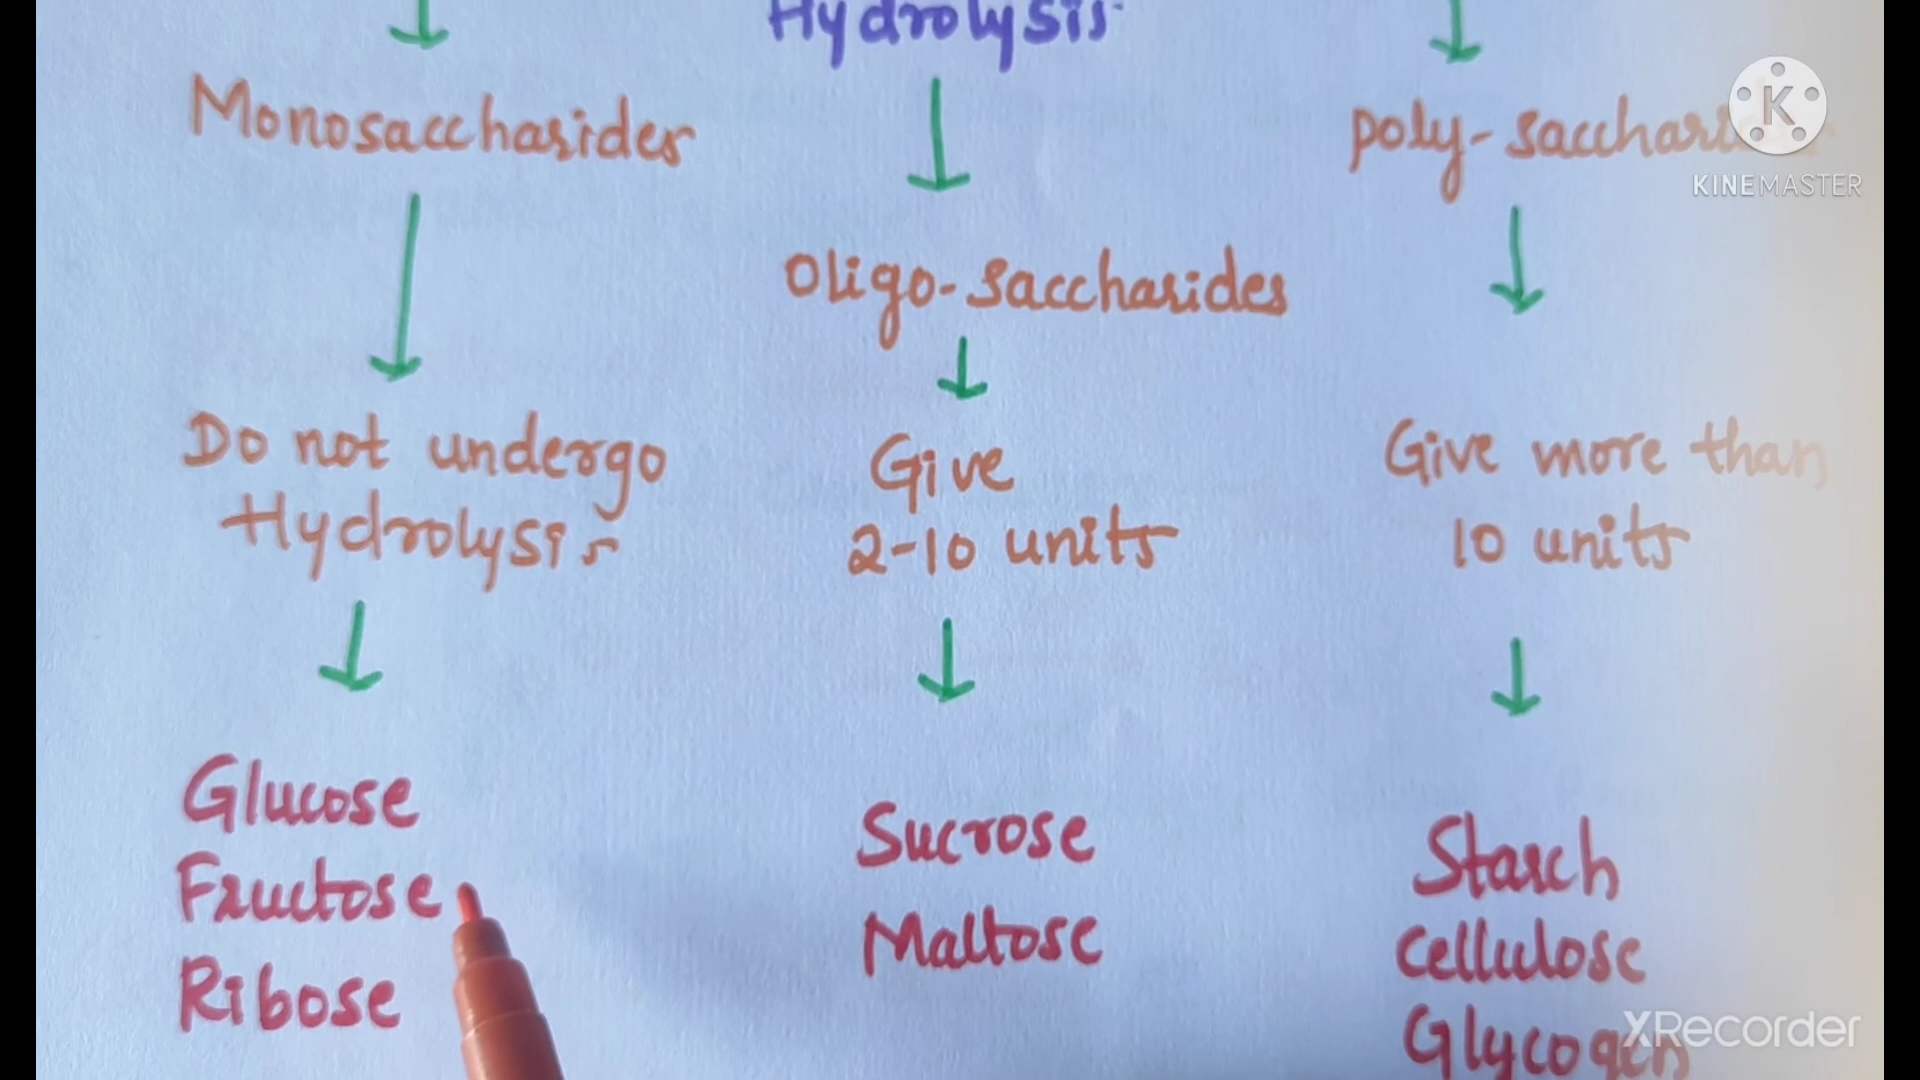 Hydrolysis
Monosaccharides
Do not undergo
Hydrolysis
Glucose
Fructose
Ribose
Oligo-saccharides
Give
2-10 units
Sucrose
Maltose
poly-saccharides
Give more than
10 units
Starch
Cellulose
Glycogen
KINEMASTER
XRecorder